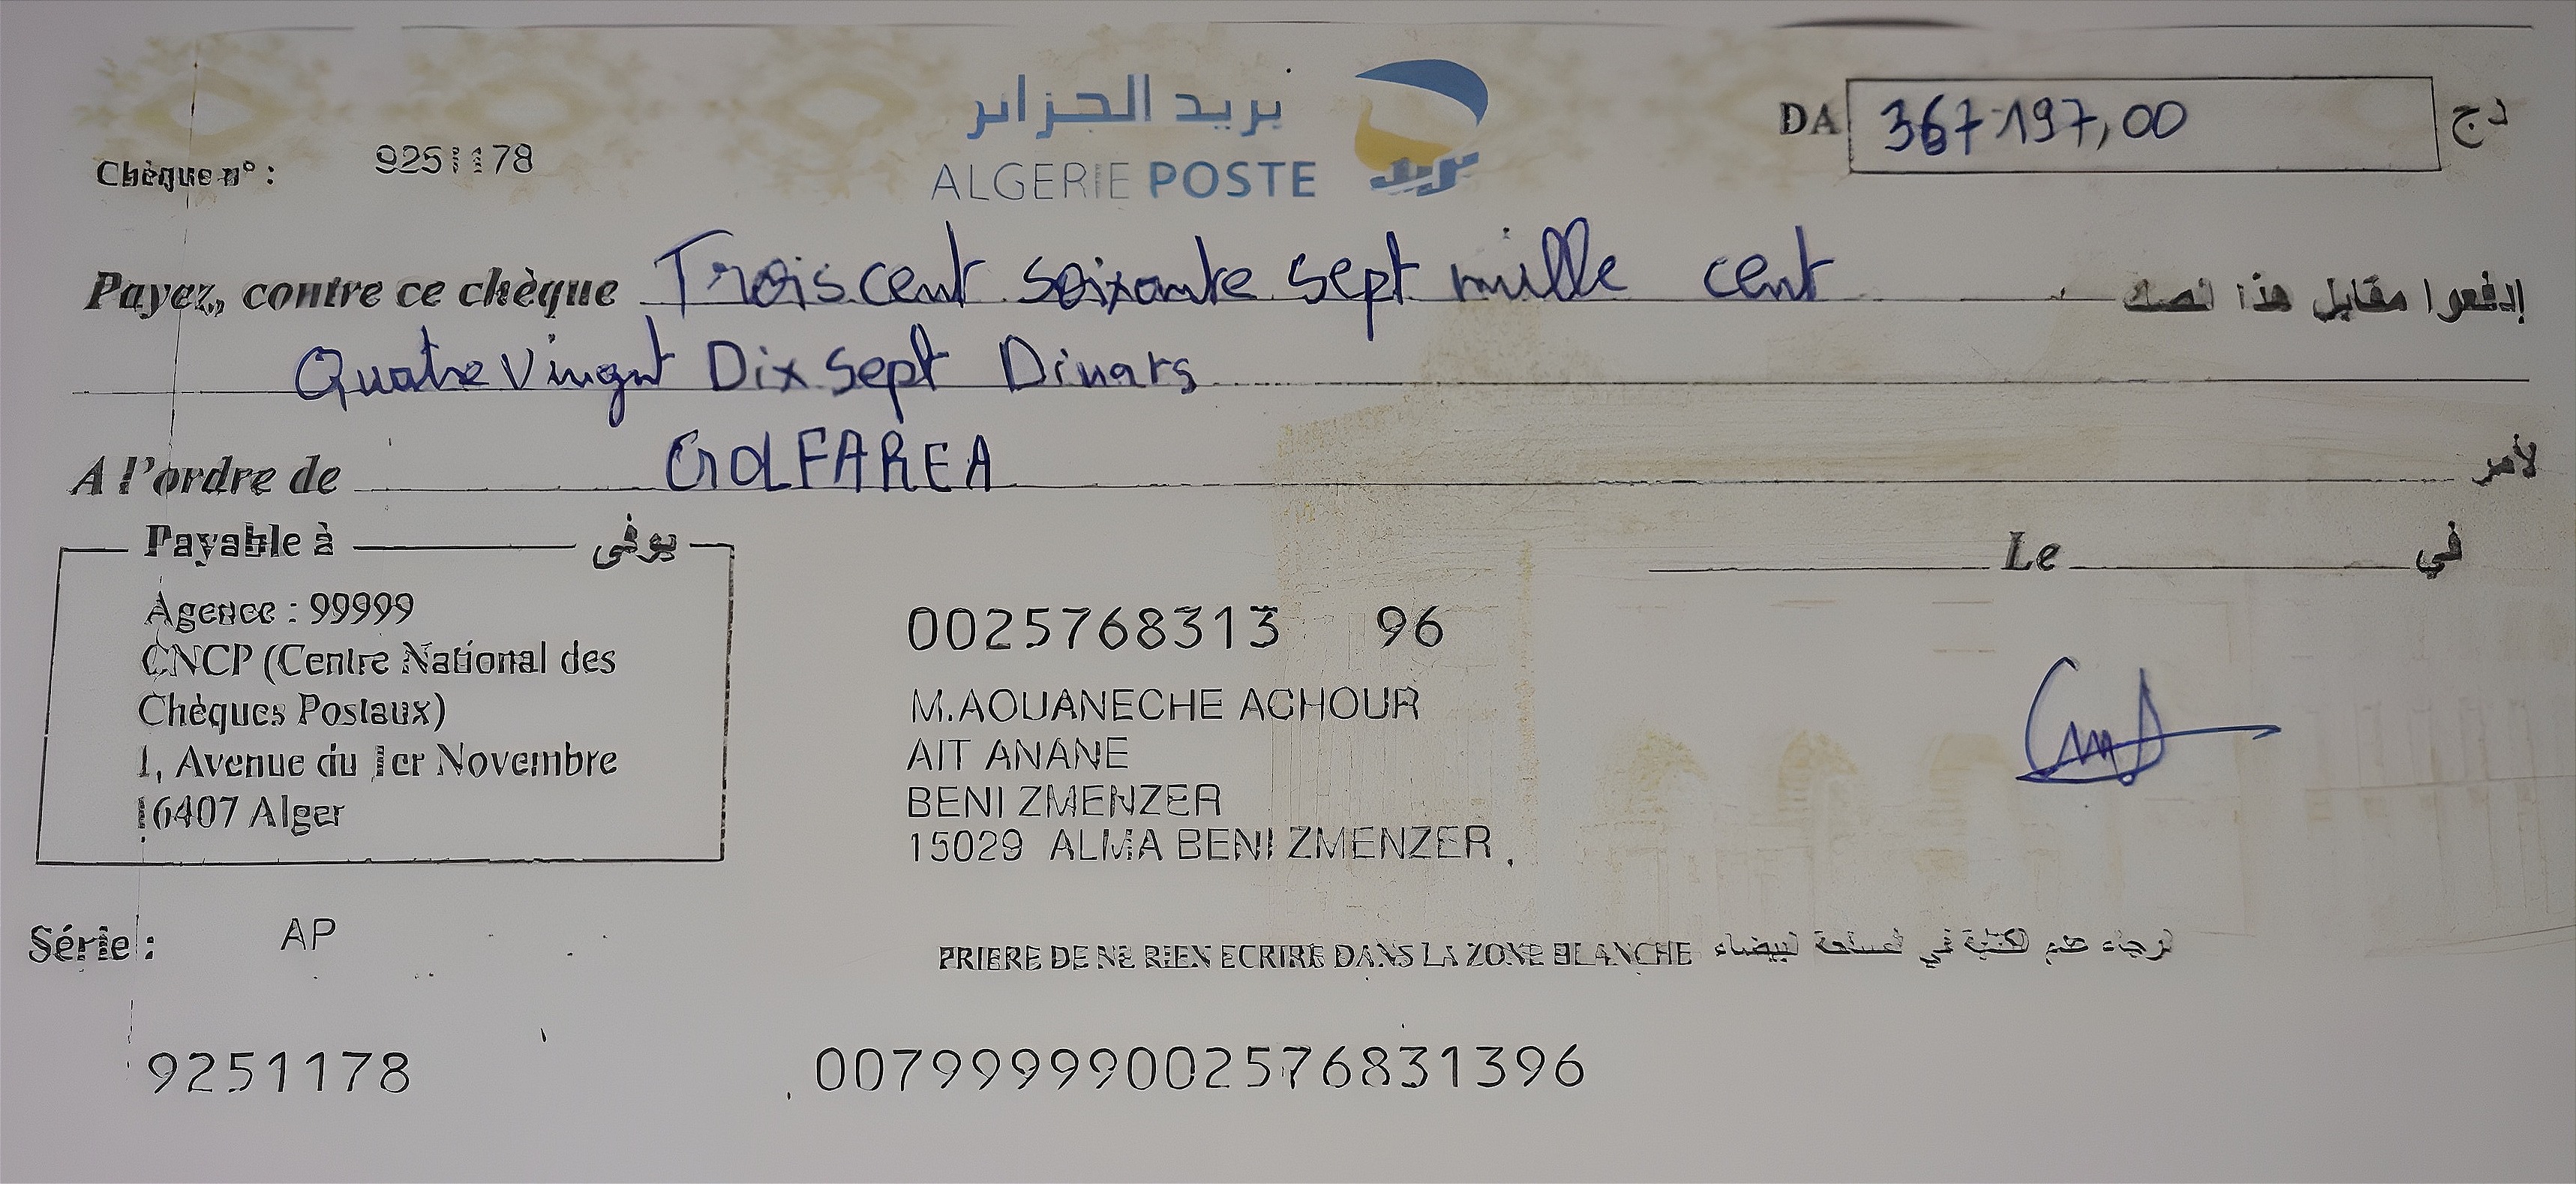 بريد الجزائر
ALGERIE POSTE
بريد
DA 367.197,00 دج
Chèque n° : 9251178
Payez, contre ce chèque Trois cent soixante sept mille cent إدفعوا مقابل هذا الصك
Quatre Vingt Dix Sept Dinars
A l'ordre de GOLFAREA لأمر
Payable à يوفى
Le في
Agence : 99999
CNCP (Centre National des
Chèques Postaux)
1, Avenue du 1er Novembre
16407 Alger
0025768313 96
M.AOUANECHE ACHOUR
AIT ANANE
BENI ZMENZER
15029 ALMA BENI ZMENZER
Série : AP
PRIERE DE NE RIEN ECRIRE DANS LA ZONE BLANCHE لرجاء عدم الكتابة في المساحة البيضاء
9251178
00799999002576831396